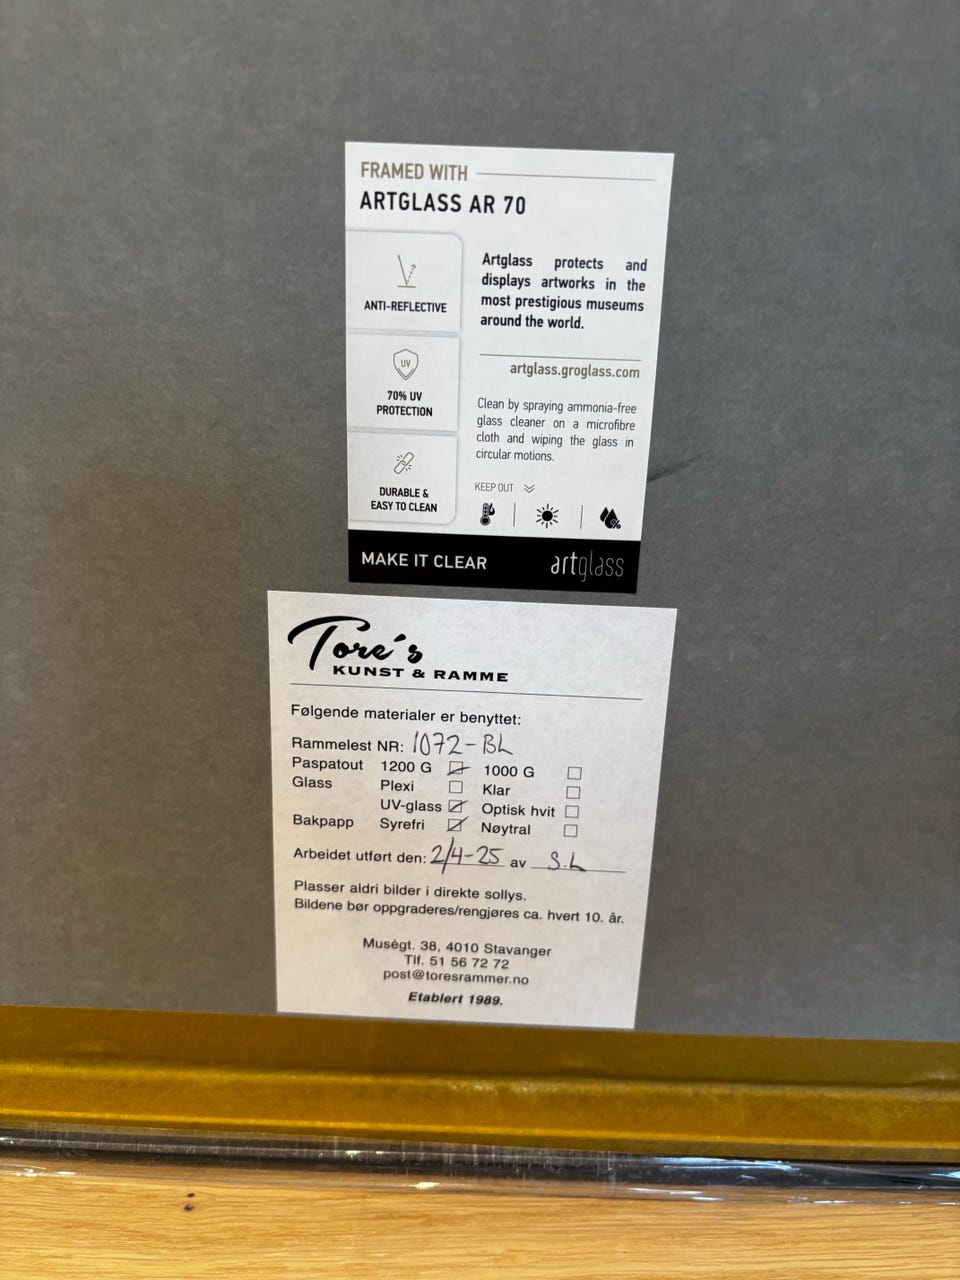 FRAMED WITH
ARTGLASS AR 70
ANTI-REFLECTIVE
UV
70% UV
PROTECTION
DURABLE &
EASY TO CLEAN
Artglass protects and
displays artworks in the
most prestigious museums
around the world.
artglass.groglass.com
Clean by spraying ammonia-free
glass cleaner on a microfibre
cloth and wiping the glass in
circular motions.
KEEP OUT
MAKE IT CLEAR artglass
Tore's
KUNST & RAMME
Følgende materialer er benyttet:
Rammelest NR: 1072-BL
Paspatout 1200 G 1000 G
Glass Plexi Klar
UV-glass Optisk hvit
Bakpapp Syrefri Nøytral
Arbeidet utført den: 2/4-25 av S.L
Plasser aldri bilder i direkte sollys.
Bildene bør oppgraderes/rengjøres ca. hvert 10. år.
Muségt. 38, 4010 Stavanger
Tlf. 51 56 72 72
post@toresrammer.no
Etablert 1989.